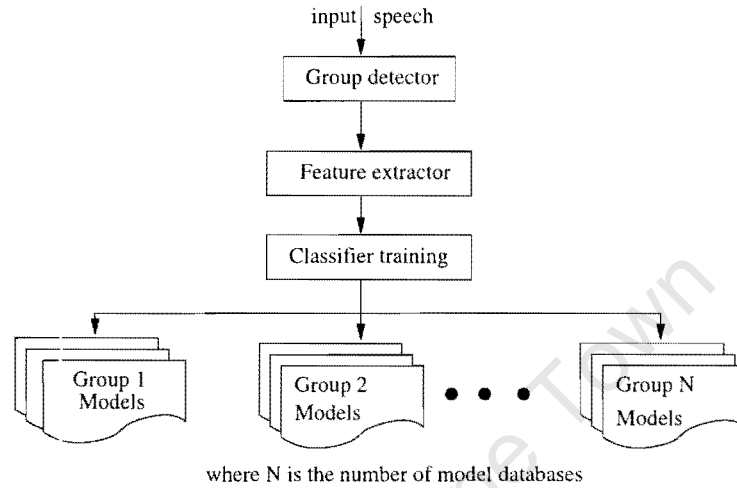 input speech
Group detector
Feature extractor
Classifier training
Group 1
Models
Group 2
Models
Group N
Models
where N is the number of model databases
Town